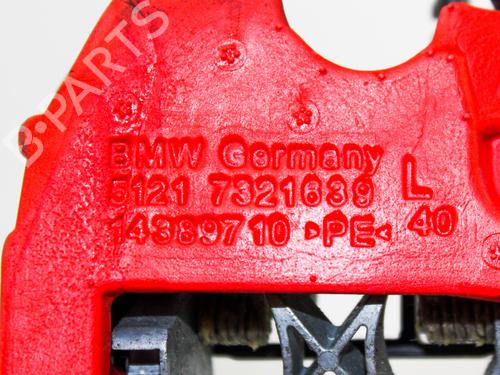 B-PARTS
BMW Germany
5121 7321639 L
14389710 >PE< 40